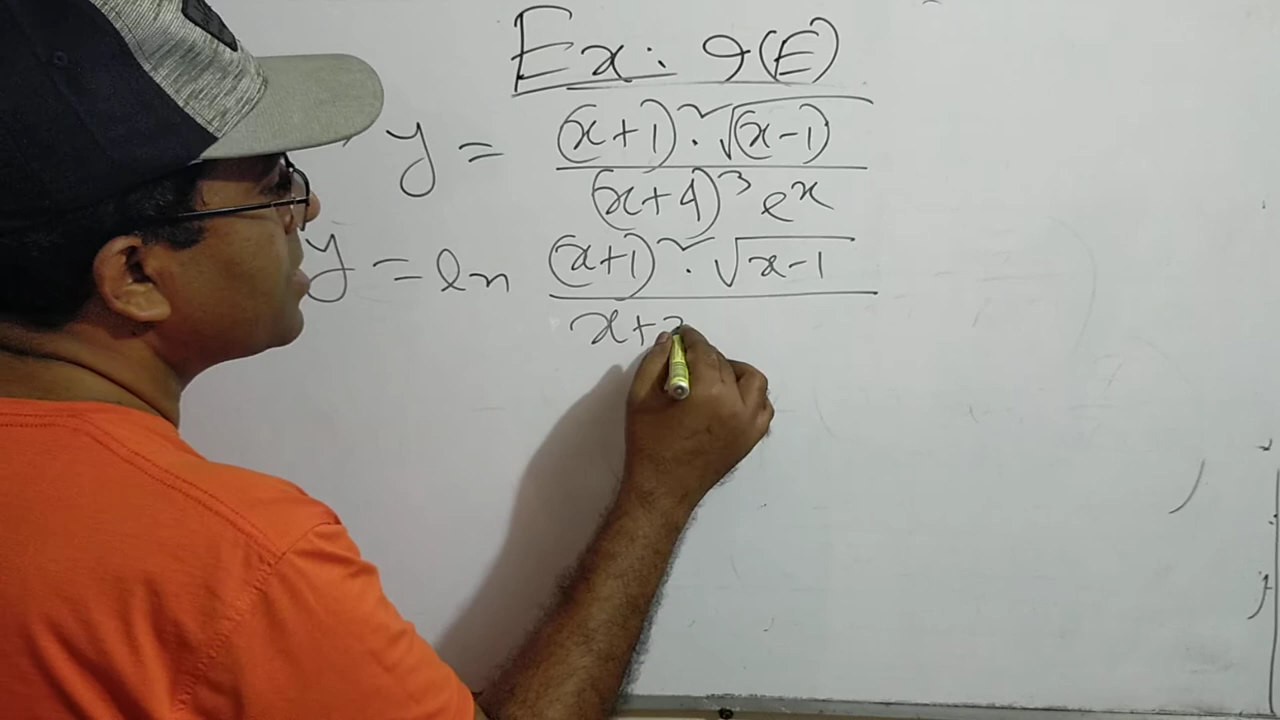 Ex: 9(E)
y = (x+1)² · √(x-1)
(x+4)³ eˣ
y = ln (x+1)² · √x-1
x+